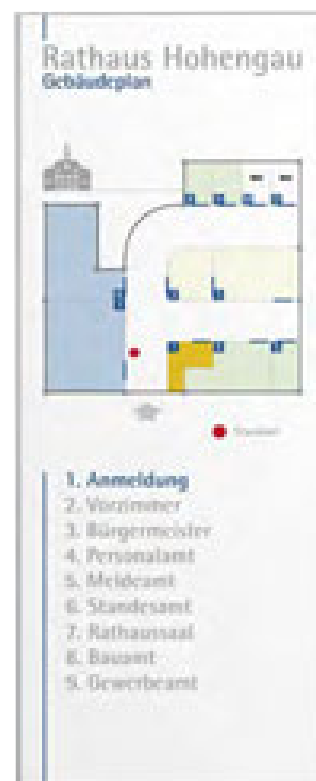 Rathaus Hohengau
Gebäudeplan
1. Anmeldung
2. Vorzimmer
3. Bürgermeister
4. Personalamt
5. Meldeamt
6. Standesamt
7. Rathaussaal
8. Bauamt
9. Gewerbeamt